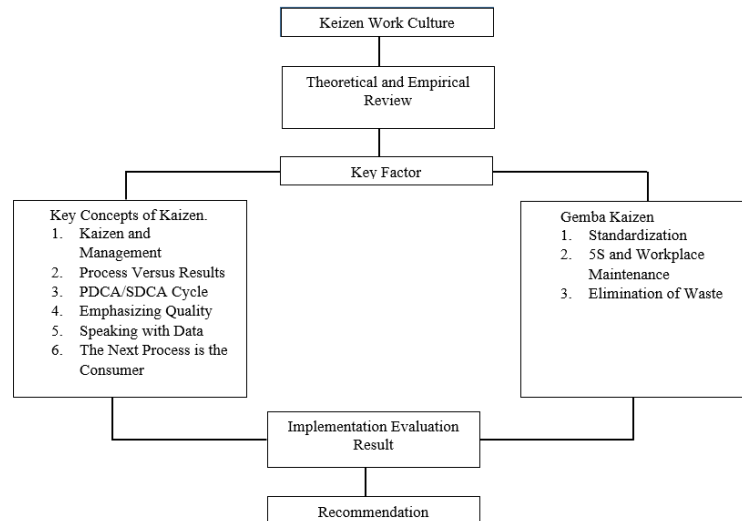 Keizen Work Culture
Theoretical and Empirical
Review
Key Factor
Key Concepts of Kaizen.
1. Kaizen and
Management
2. Process Versus Results
3. PDCA/SDCA Cycle
4. Emphasizing Quality
5. Speaking with Data
6. The Next Process is the
Consumer
Gemba Kaizen
1. Standardization
2. 5S and Workplace
Maintenance
3. Elimination of Waste
Implementation Evaluation
Result
Recommendation